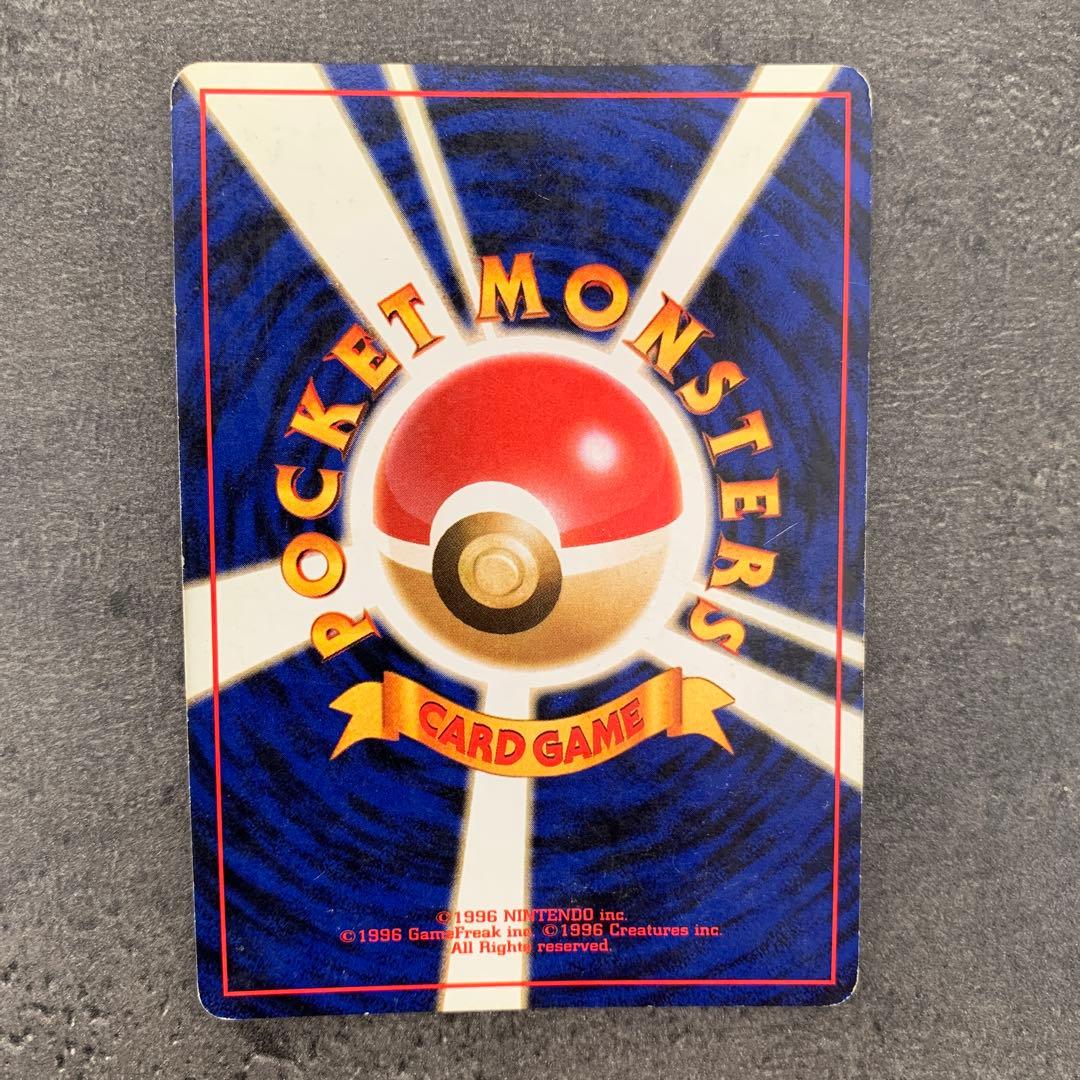 POCKET MONSTERS
CARD GAME
©1996 NINTENDO inc.
©1996 GameFreak inc. ©1996 Creatures inc.
All Rights reserved.